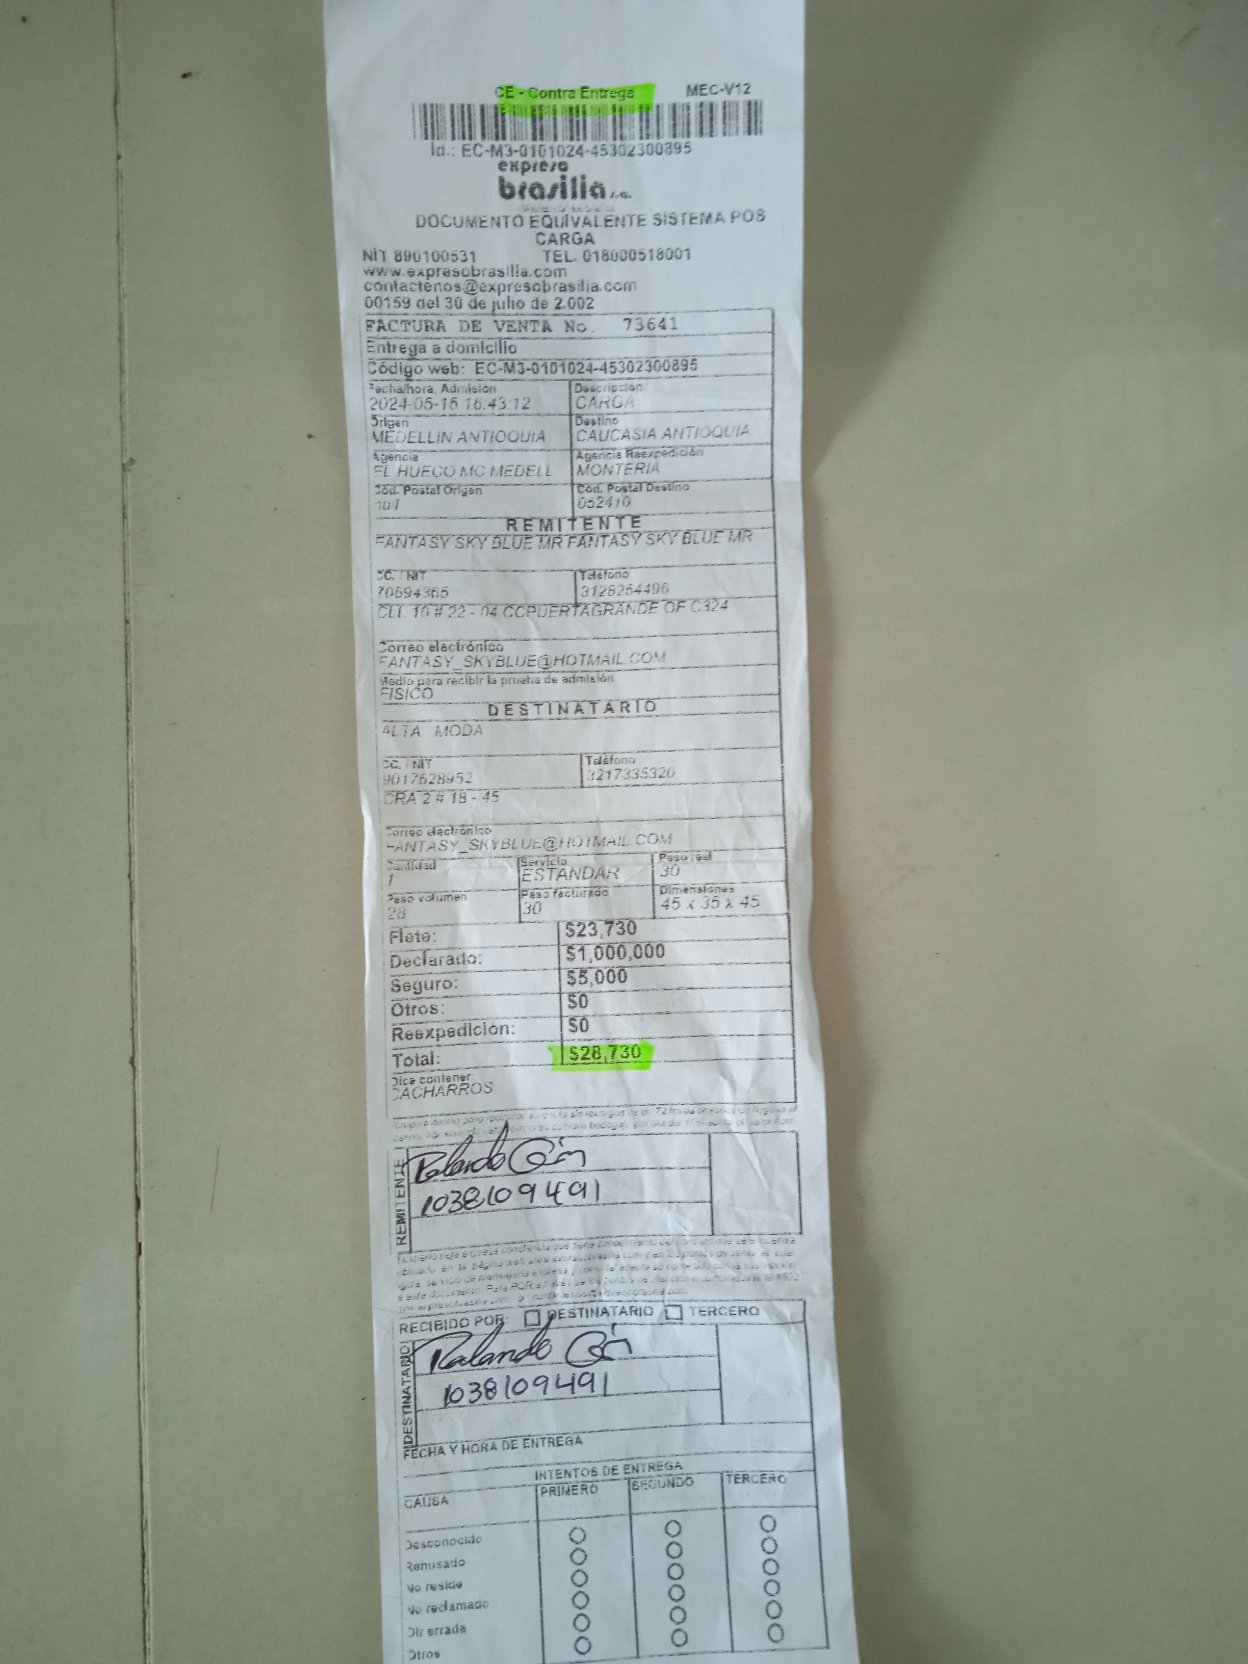 CE - Contra Entrega MEC-V12
Id.: EC-M3-0101024-45302300895
expreso
brasilia s.a.
DOCUMENTO EQUIVALENTE SISTEMA POS
CARGA
NIT 890100531 TEL. 018000518001
www.expresobrasilia.com
contactenos@expresobrasilia.com
00159 del 30 de julio de 2.002
FACTURA DE VENTA No. 73641
Entrega a domicilio
Código web: EC-M3-0101024-45302300895
Fecha/hora. Admisión Descripción
2024-05-15 16:43:12 CARGA
Origen Destino
MEDELLIN ANTIOQUIA CAUCASIA ANTIOQUIA
Agencia Agencia Reexpedición
EL HUECO MC MEDELL MONTERIA
Cód. Postal Origen Cód. Postal Destino
null 052410
REMITENTE
FANTASY SKY BLUE MR FANTASY SKY BLUE MR
CC. / NIT Teléfono
70694365 3128264496
CLL 10 # 22 - 04 CCPUERTAGRANDE OF C324
Correo electrónico
FANTASY_SKYBLUE@HOTMAIL.COM
Medio para recibir la prueba de admisión
FISICO
DESTINATARIO
ALTA MODA
CC. / NIT Teléfono
9017628952 3217335320
CRA 2 # 18 - 45
Correo electrónico
FANTASY_SKYBLUE@HOTMAIL.COM
Cantidad Servicio Peso real
1 ESTANDAR 30
Peso volumen Peso facturado Dimensiones
28 30 45 x 35 x 45
Flete: $23,730
Declarado: $1,000,000
Seguro: $5,000
Otros: $0
Reexpedicion: $0
Total: $28,730
Dice contener
CACHARROS
REMITENTE
Rolando
1038109491
RECIBIDO POR: DESTINATARIO TERCERO
DESTINATARIO
Rolando
1038109491
FECHA Y HORA DE ENTREGA
INTENTOS DE ENTREGA
CAUSA PRIMERO SEGUNDO TERCERO
Desconocido
Rehusado
No reside
No reclamado
Dir errada
Otros